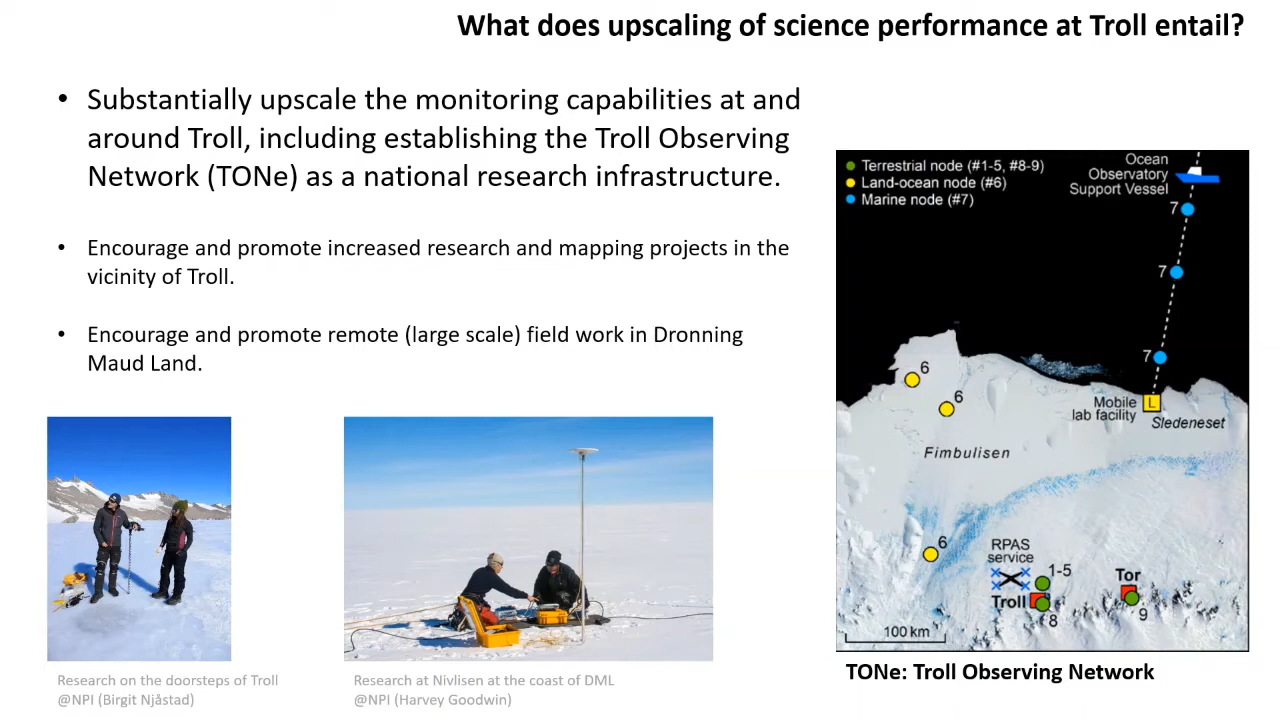 What does upscaling of science performance at Troll entail?
• Substantially upscale the monitoring capabilities at and
around Troll, including establishing the Troll Observing
Network (TONe) as a national research infrastructure.
• Encourage and promote increased research and mapping projects in the
vicinity of Troll.
• Encourage and promote remote (large scale) field work in Dronning
Maud Land.
Research on the doorsteps of Troll
@NPI (Birgit Njåstad)
Research at Nivlisen at the coast of DML
@NPI (Harvey Goodwin)
Terrestrial node (#1-5, #8-9)
Land-ocean node (#6)
Marine node (#7)
Ocean
Observatory
Support Vessel
7
7
7
6
6
Mobile
lab facility
L
Sledeneset
Fimbulisen
6
RPAS
service
1-5
Troll
8
Tor
9
100 km
TONe: Troll Observing Network